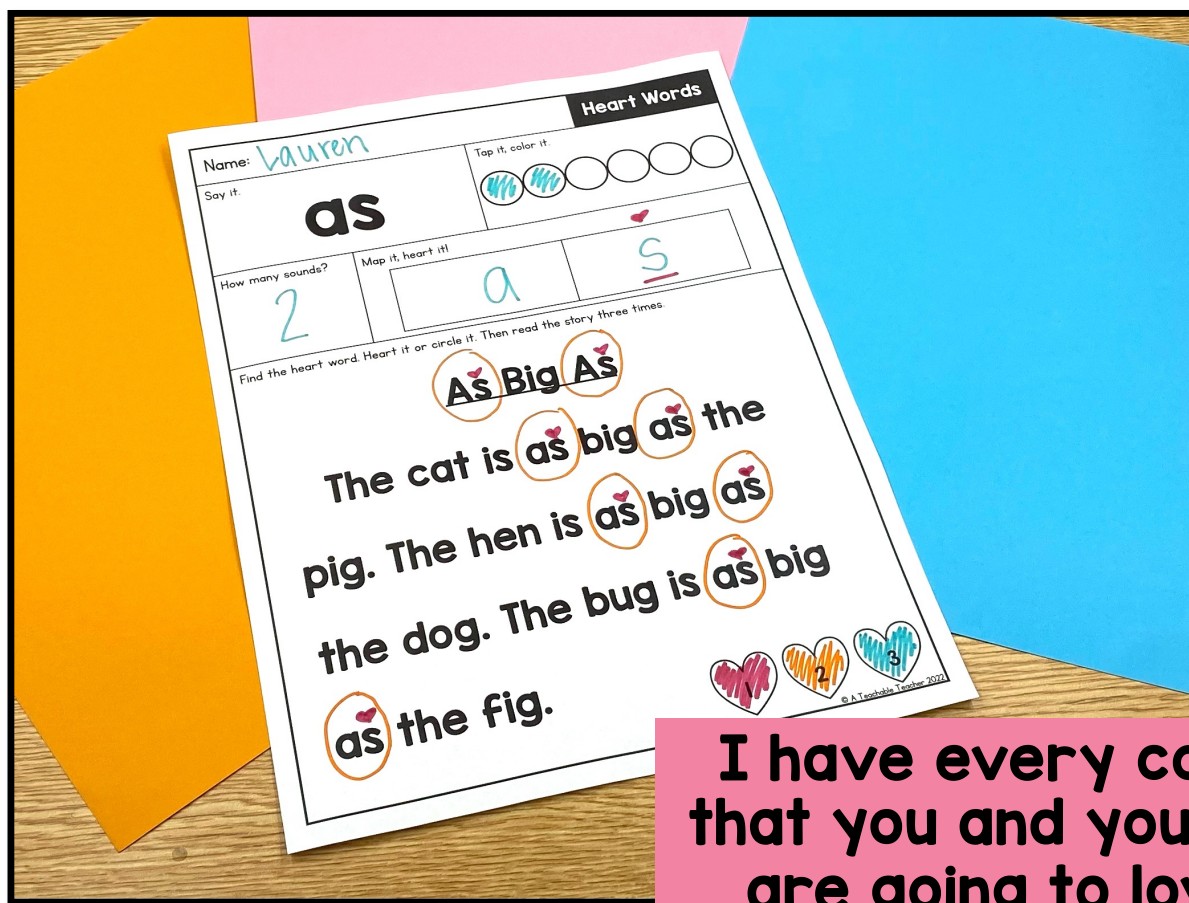 Heart Words
Name: Lauren
Say it.
as
Tap it, color it.
How many sounds?
2
Map it, heart it!
a s
Find the heart word. Heart it or circle it. Then read the story three times.
As Big As
The cat is as big as the
pig. The hen is as big as
the dog. The bug is as big
as the fig.
1 2 3
© A Teachable Teacher 2022
I have every
that you and
are going to